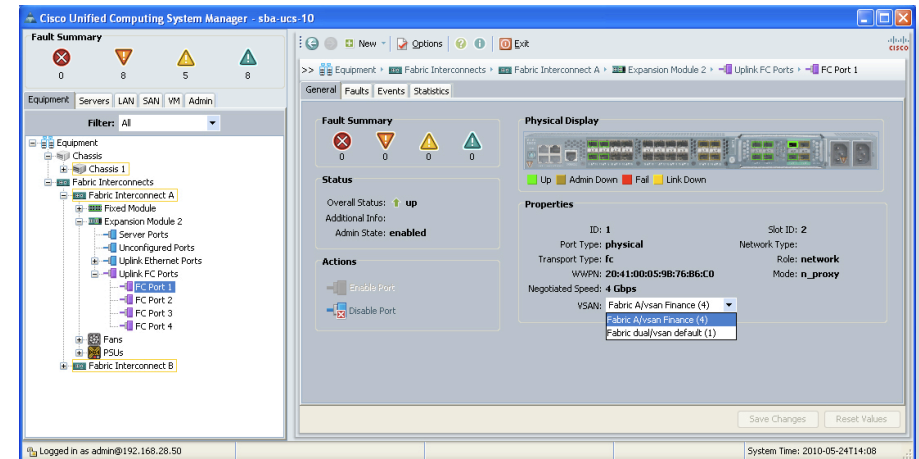 Cisco Unified Computing System Manager - sba-ucs-10
Fault Summary
0 8 5 8
Equipment Servers LAN SAN VM Admin
Filter: All
Equipment
Chassis
Chassis 1
Fabric Interconnects
Fabric Interconnect A
Fixed Module
Expansion Module 2
Server Ports
Unconfigured Ports
Uplink Ethernet Ports
Uplink FC Ports
FC Port 1
FC Port 2
FC Port 3
FC Port 4
Fans
PSUs
Fabric Interconnect B
New Options Exit
CISCO
>> Equipment Fabric Interconnects Fabric Interconnect A Expansion Module 2 Uplink FC Ports FC Port 1
General Faults Events Statistics
Fault Summary
0 0 0 0
Status
Overall Status: up
Additional Info:
Admin State: enabled
Actions
Enable Port
Disable Port
Physical Display
Up Admin Down Fail Link Down
Properties
ID: 1 Slot ID: 2
Port Type: physical Network Type:
Transport Type: fc Role: network
WWPN: 20:41:00:05:9B:76:B6:C0 Mode: n_proxy
Negotiated Speed: 4 Gbps
VSAN: Fabric A/vsan Finance (4)
Fabric A/vsan Finance (4)
Fabric dual/vsan default (1)
Save Changes Reset Values
Logged in as admin@192.168.28.50
System Time: 2010-05-24T14:08